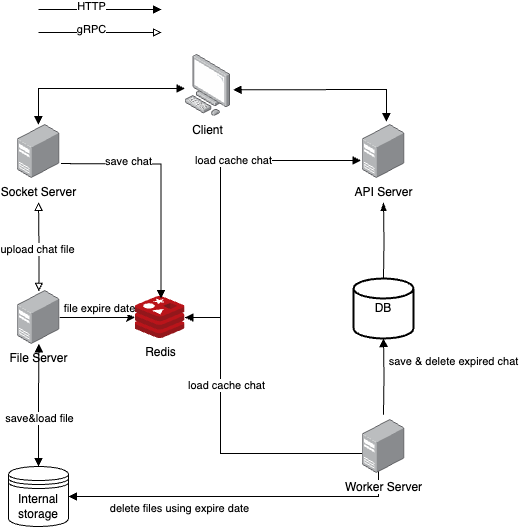 HTTP
gRPC
Client
save chat
load cache chat
Socket Server
API Server
upload chat file
file expire date
DB
Redis
File Server
save & delete expired chat
load cache chat
save&load file
Worker Server
Internal
storage
delete files using expire date